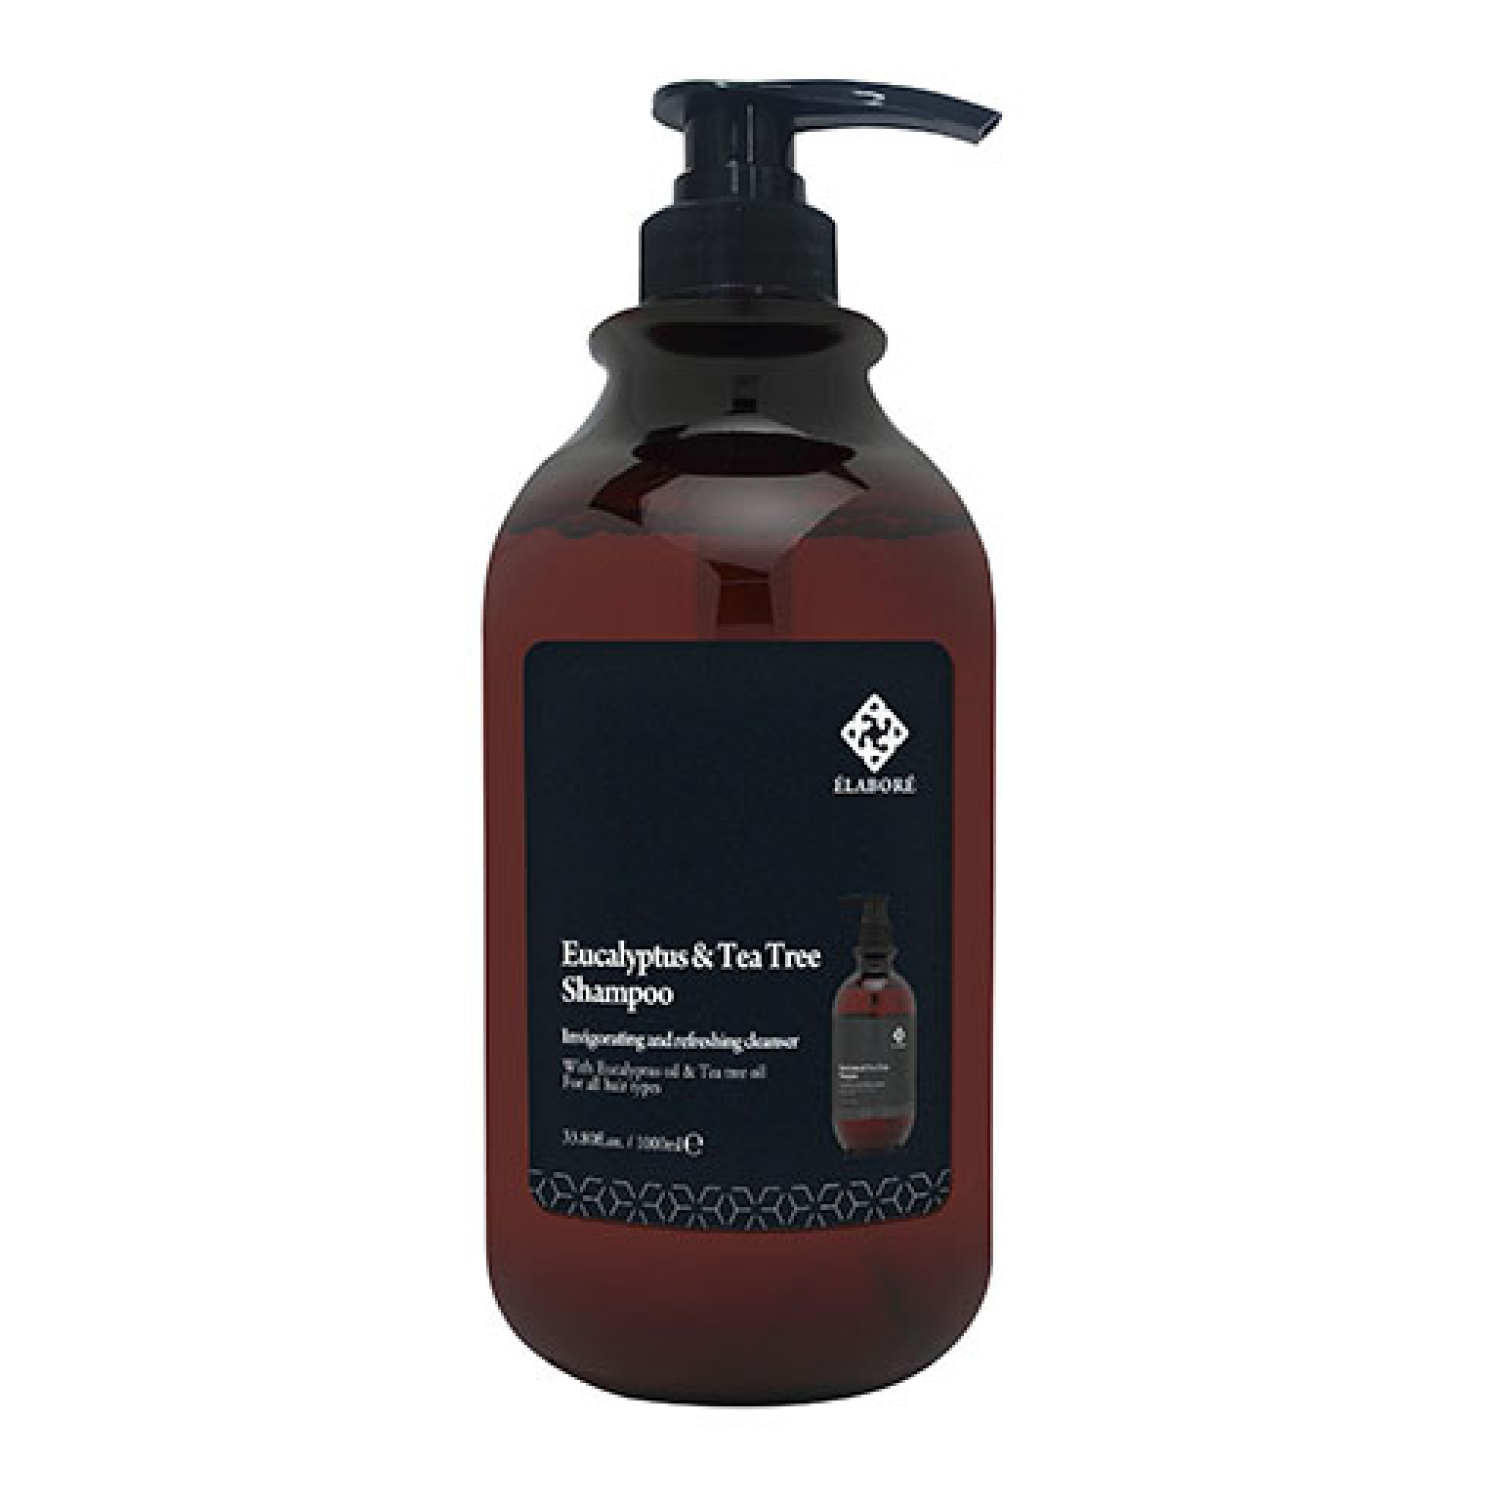 ÉLABORÉ
Eucalyptus & Tea Tree
Shampoo
Invigorating and refreshing cleanser
With Eucalyptus oil & Tea tree oil
For all hair types
33.80fl.oz. / 1000ml ℮